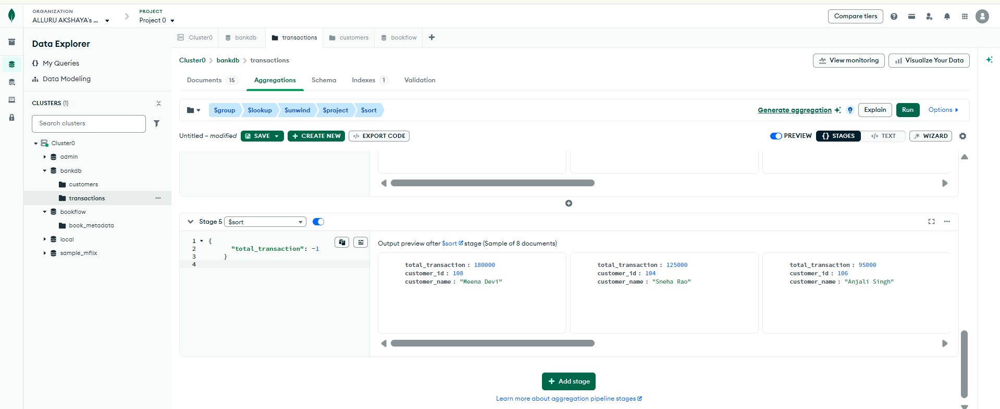 ORGANIZATION
ALLURU AKSHAYA's ...
PROJECT
Project 0
Compare tiers
Data Explorer
My Queries
Data Modeling
CLUSTERS (1)
Search clusters
Cluster0
admin
bankdb
customers
transactions
bookflow
book_metadata
local
sample_mflix
Cluster0 bankdb transactions customers bookflow
Cluster0 > bankdb > transactions
View monitoring
Visualize Your Data
Documents 15 Aggregations Schema Indexes 1 Validation
$group $lookup $unwind $project $sort
Generate aggregation
Explain
Run
Options
Untitled – modified
SAVE
CREATE NEW
EXPORT CODE
PREVIEW
{} STAGES
</> TEXT
WIZARD
Stage 5 $sort
1 {
2 "total_transaction": -1
3 }
4
Output preview after $sort stage (Sample of 8 documents)
total_transaction : 180000
customer_id : 108
customer_name : "Meena Devi"
total_transaction : 125000
customer_id : 104
customer_name : "Sneha Rao"
total_transaction : 95000
customer_id : 106
customer_name : "Anjali Singh"
Add stage
Learn more about aggregation pipeline stages